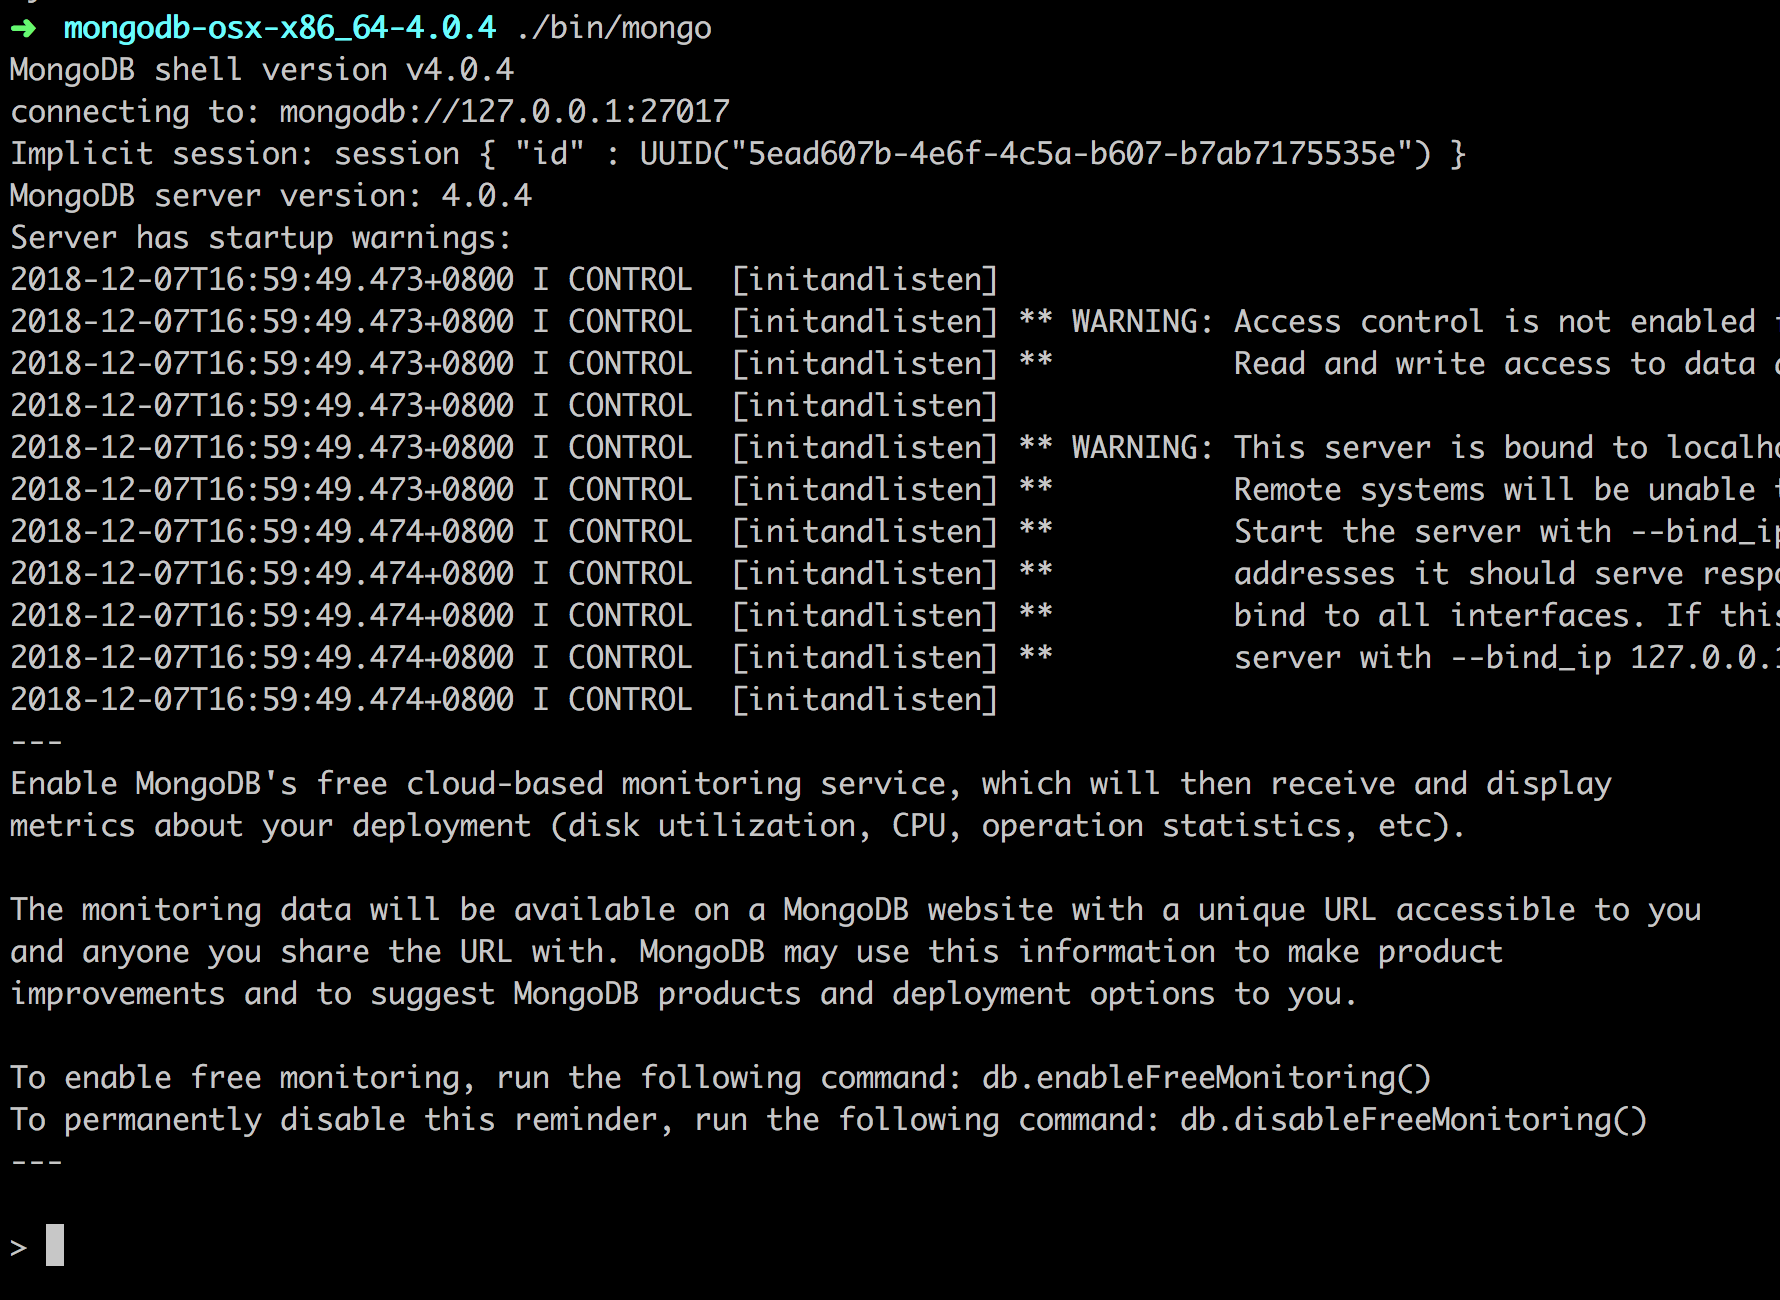 ➜  mongodb-osx-x86_64-4.0.4 ./bin/mongo
MongoDB shell version v4.0.4
connecting to: mongodb://127.0.0.1:27017
Implicit session: session { "id" : UUID("5ead607b-4e6f-4c5a-b607-b7ab7175535e") }
MongoDB server version: 4.0.4
Server has startup warnings:
2018-12-07T16:59:49.473+0800 I CONTROL  [initandlisten]
2018-12-07T16:59:49.473+0800 I CONTROL  [initandlisten] ** WARNING: Access control is not enabled
2018-12-07T16:59:49.473+0800 I CONTROL  [initandlisten] **          Read and write access to data
2018-12-07T16:59:49.473+0800 I CONTROL  [initandlisten]
2018-12-07T16:59:49.473+0800 I CONTROL  [initandlisten] ** WARNING: This server is bound to localho
2018-12-07T16:59:49.473+0800 I CONTROL  [initandlisten] **          Remote systems will be unable
2018-12-07T16:59:49.474+0800 I CONTROL  [initandlisten] **          Start the server with --bind_ip
2018-12-07T16:59:49.474+0800 I CONTROL  [initandlisten] **          addresses it should serve respo
2018-12-07T16:59:49.474+0800 I CONTROL  [initandlisten] **          bind to all interfaces. If this
2018-12-07T16:59:49.474+0800 I CONTROL  [initandlisten] **          server with --bind_ip 127.0.0.1
2018-12-07T16:59:49.474+0800 I CONTROL  [initandlisten]
---
Enable MongoDB's free cloud-based monitoring service, which will then receive and display
metrics about your deployment (disk utilization, CPU, operation statistics, etc).
The monitoring data will be available on a MongoDB website with a unique URL accessible to you
and anyone you share the URL with. MongoDB may use this information to make product
improvements and to suggest MongoDB products and deployment options to you.
To enable free monitoring, run the following command: db.enableFreeMonitoring()
To permanently disable this reminder, run the following command: db.disableFreeMonitoring()
---
>